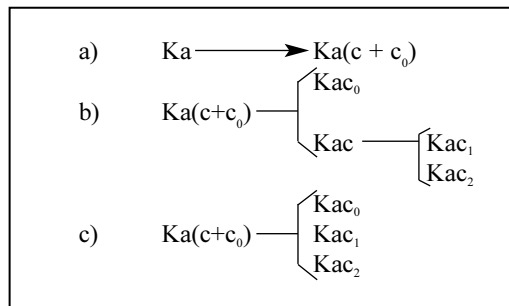 a) Ka Ka(c + c₀)
Kac₀
b) Ka(c+c₀)
Kac Kac₁
Kac₂
Kac₀
c) Ka(c+c₀) Kac₁
Kac₂